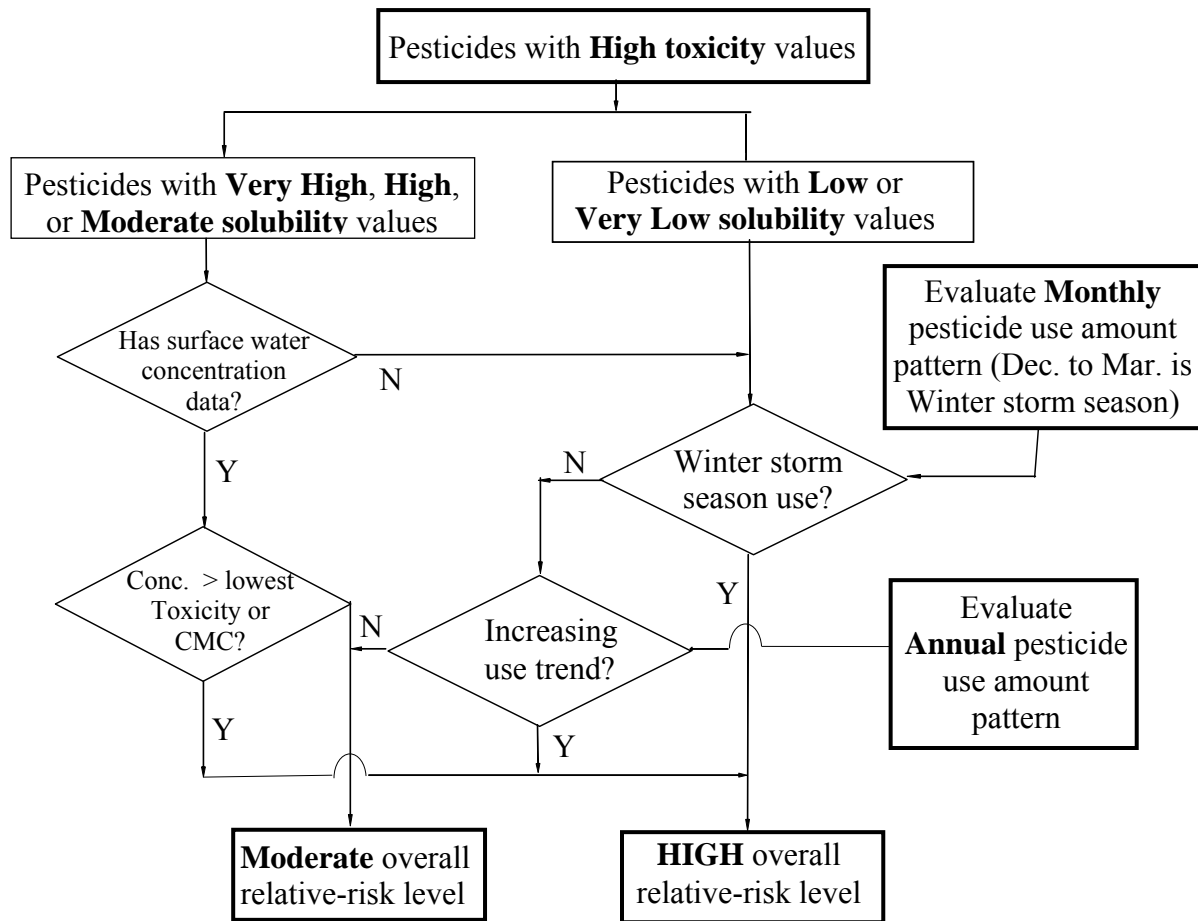 Pesticides with High toxicity values
Pesticides with Very High, High,
or Moderate solubility values
Pesticides with Low or
Very Low solubility values
Evaluate Monthly
pesticide use amount
pattern (Dec. to Mar. is
Winter storm season)
Has surface water
concentration
data?
N
Y
Winter storm
season use?
N
Y
Conc. > lowest
Toxicity or
CMC?
N
Y
Increasing
use trend?
Y
Evaluate
Annual pesticide
use amount
pattern
Moderate overall
relative-risk level
HIGH overall
relative-risk level